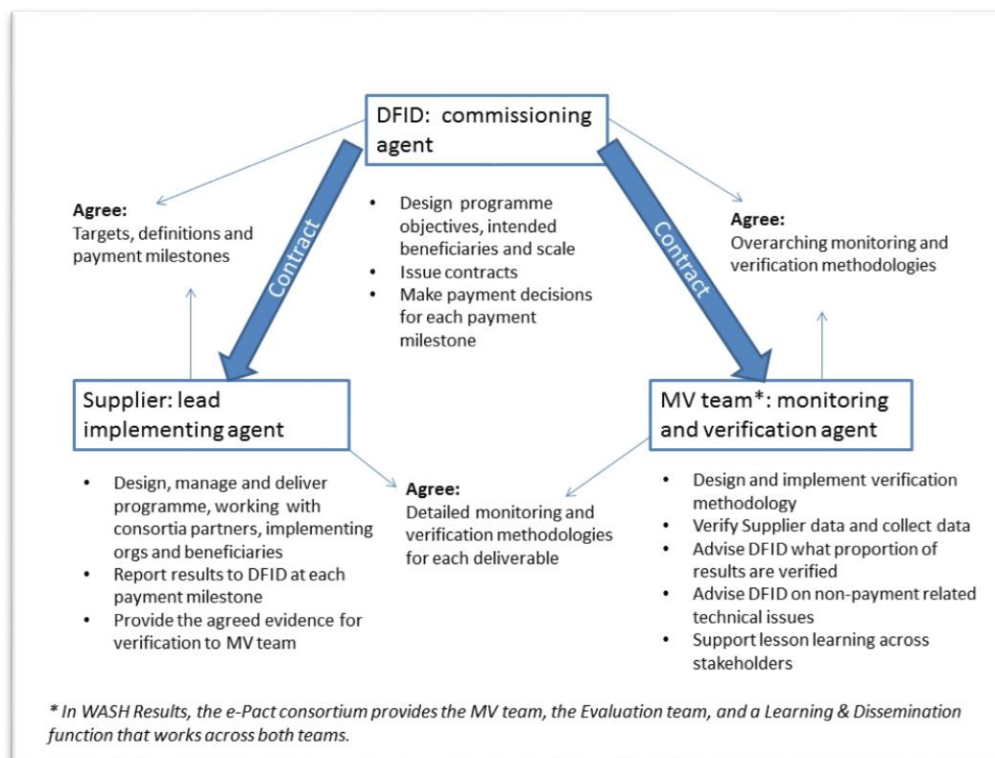 DFID: commissioning
agent
Contract
Contract
Agree:
Targets, definitions and
payment milestones
• Design programme
objectives, intended
beneficiaries and scale
• Issue contracts
• Make payment decisions
for each payment
milestone
Agree:
Overarching monitoring and
verification methodologies
Supplier: lead
implementing agent
MV team*: monitoring
and verification agent
• Design, manage and deliver
programme, working with
consortia partners, implementing
orgs and beneficiaries
• Report results to DFID at each
payment milestone
• Provide the agreed evidence for
verification to MV team
Agree:
Detailed monitoring and
verification methodologies
for each deliverable
• Design and implement verification
methodology
• Verify Supplier data and collect data
• Advise DFID what proportion of
results are verified
• Advise DFID on non-payment related
technical issues
• Support lesson learning across
stakeholders
* In WASH Results, the e-Pact consortium provides the MV team, the Evaluation team, and a Learning & Dissemination
function that works across both teams.